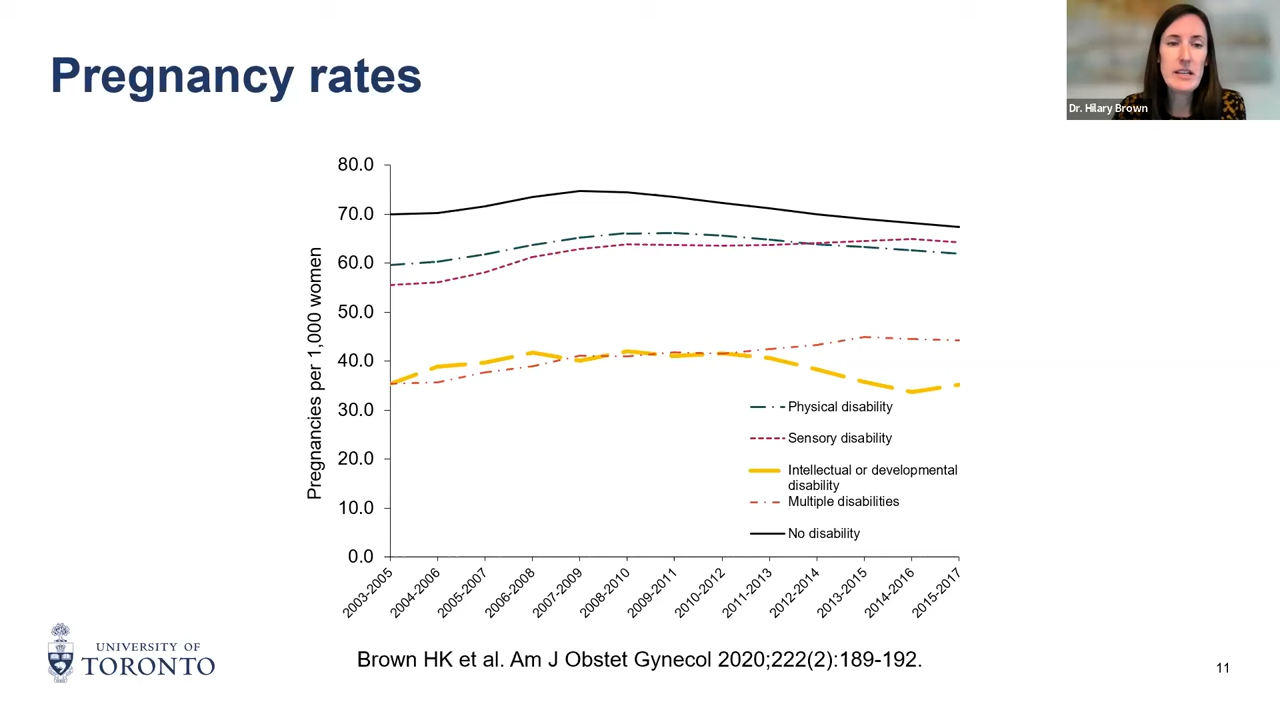 Pregnancy rates
Dr. Hilary Brown
80.0
70.0
60.0
50.0
40.0
30.0
20.0
10.0
0.0
Pregnancies per 1,000 women
Physical disability
Sensory disability
Intellectual or developmental
disability
Multiple disabilities
No disability
2003-2005
2004-2006
2005-2007
2006-2008
2007-2009
2008-2010
2009-2011
2010-2012
2011-2013
2012-2014
2013-2015
2014-2016
2015-2017
UNIVERSITY OF
TORONTO
Brown HK et al. Am J Obstet Gynecol 2020;222(2):189-192.
11